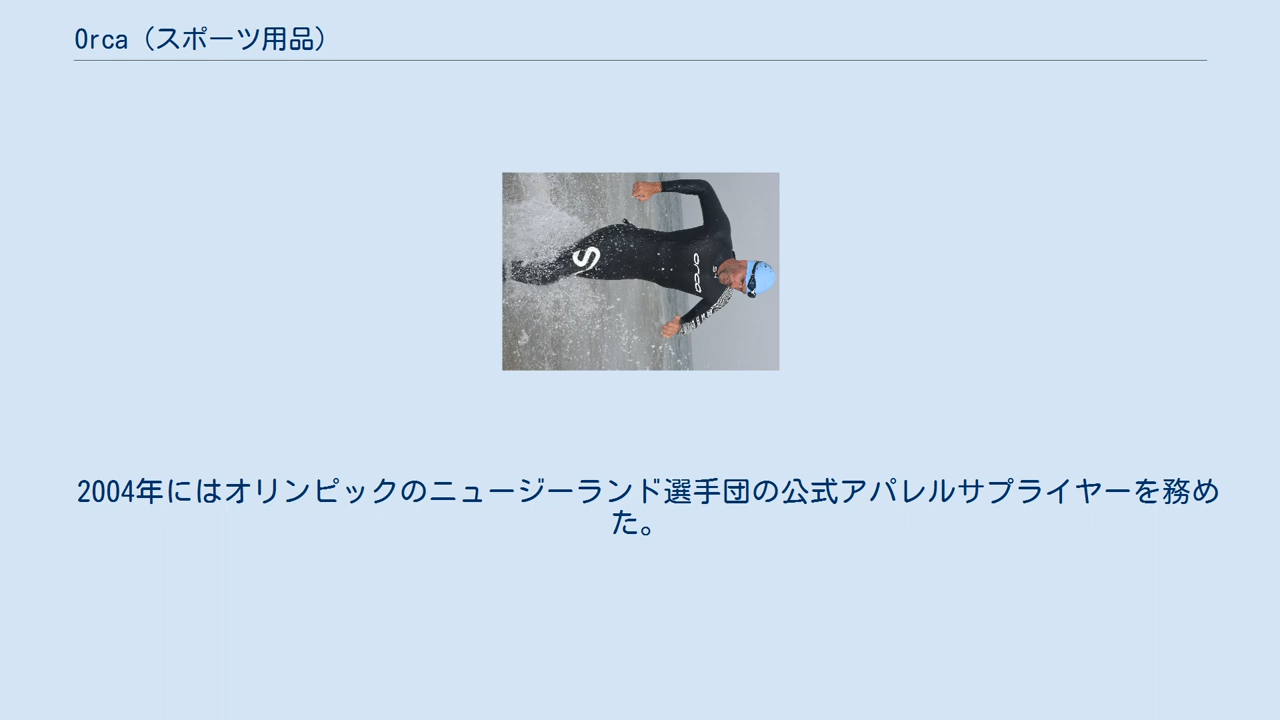 Orca（スポーツ用品）
orca
S4
S
2004年にはオリンピックのニュージーランド選手団の公式アパレルサプライヤーを務め
た。